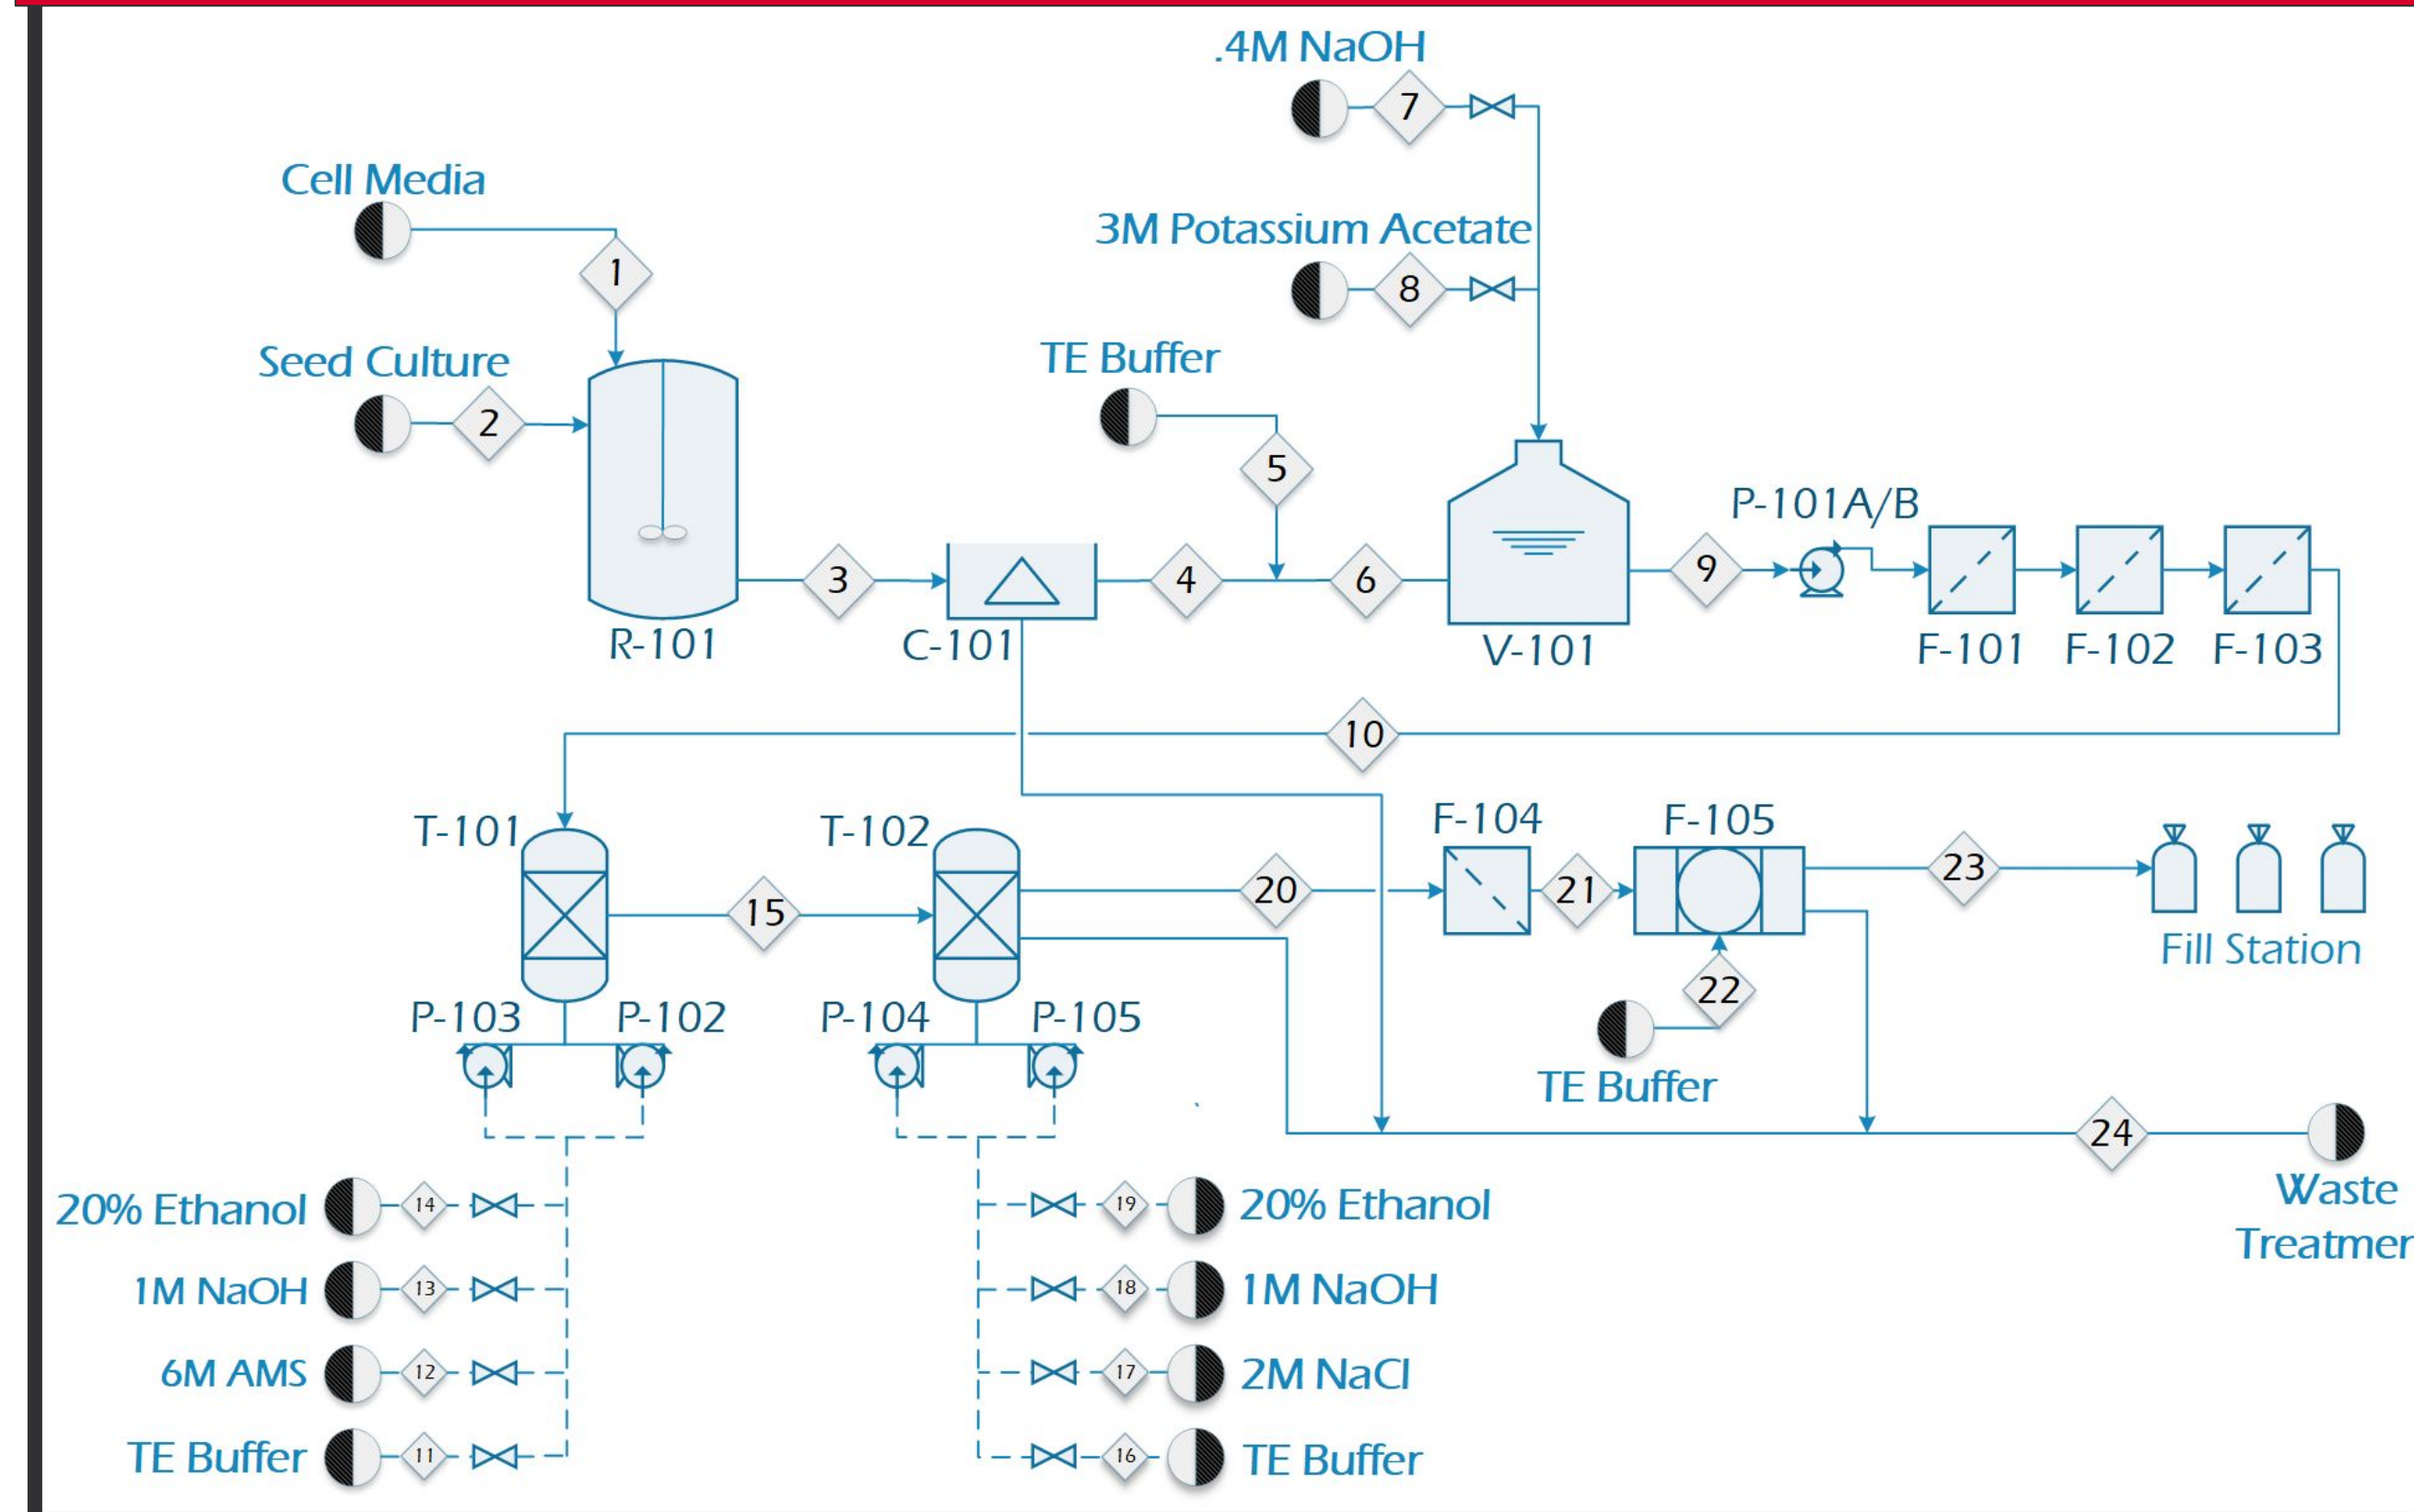 .4M NaOH
7
Cell Media
3M Potassium Acetate
1
8
Seed Culture
TE Buffer
2
5
P-101A/B
3
4
6
9
R-101
C-101
V-101
F-101
F-102
F-103
10
T-101
T-102
F-104
F-105
15
20
21
23
Fill Station
22
P-103
P-102
P-104
P-105
TE Buffer
24
Waste
Treatmen
20% Ethanol
14
19
20% Ethanol
1M NaOH
13
18
1M NaOH
6M AMS
12
17
2M NaCl
TE Buffer
11
16
TE Buffer